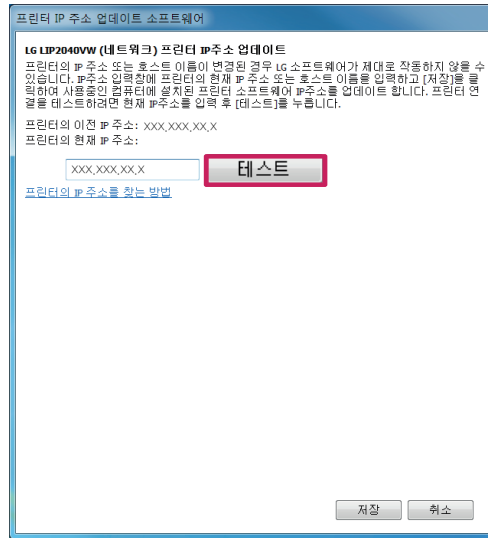 프린터 IP 주소 업데이트 소프트웨어
LG LIP2040VW (네트워크) 프린터 IP주소 업데이트
프린터의 IP 주소 또는 호스트 이름이 변경된 경우 LG 소프트웨어가 제대로 작동하지 않을 수
있습니다. IP주소 입력창에 프린터의 현재 IP 주소 또는 호스트 이름을 입력하고 [저장]을 클
릭하여 사용중인 컴퓨터에 설치된 프린터 소프트웨어 IP주소를 업데이트 합니다. 프린터 연
결을 테스트하려면 현재 IP주소를 입력 후 [테스트]를 누릅니다.
프린터의 이전 IP 주소: XXX,XXX,XX,X
프린터의 현재 IP 주소:
XXX,XXX,XX,X 테스트
프린터의 IP 주소를 찾는 방법
저장 취소